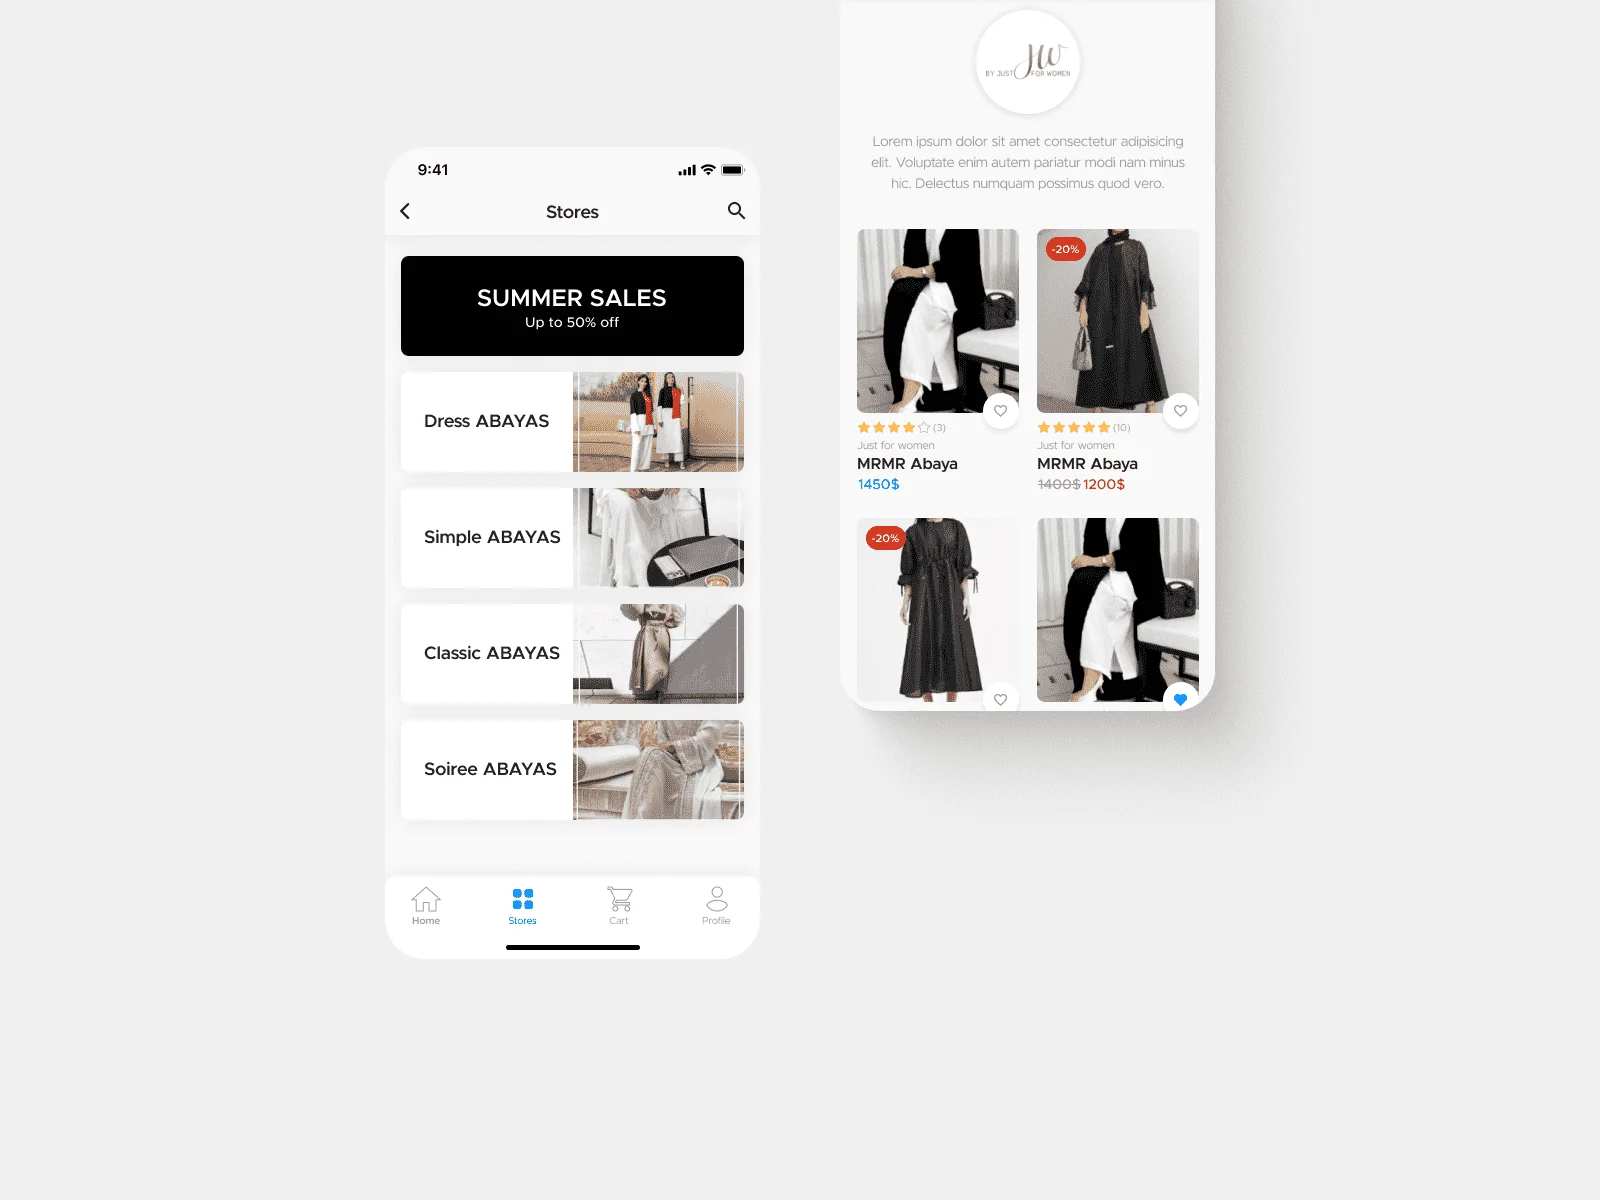 9:41
Stores
SUMMER SALES
Up to 50% off
Dress ABAYAS
Simple ABAYAS
Classic ABAYAS
Soiree ABAYAS
Home
Stores
Cart
Profile
JW
BY JUST FOR WOMEN
Lorem ipsum dolor sit amet consectetur adipisicing
elit. Voluptate enim autem pariatur modi nam minus
hic. Delectus numquam possimus quod vero.
-20%
(3)
Just for women
MRMR Abaya
1450$
(10)
Just for women
MRMR Abaya
1400$ 1200$
-20%